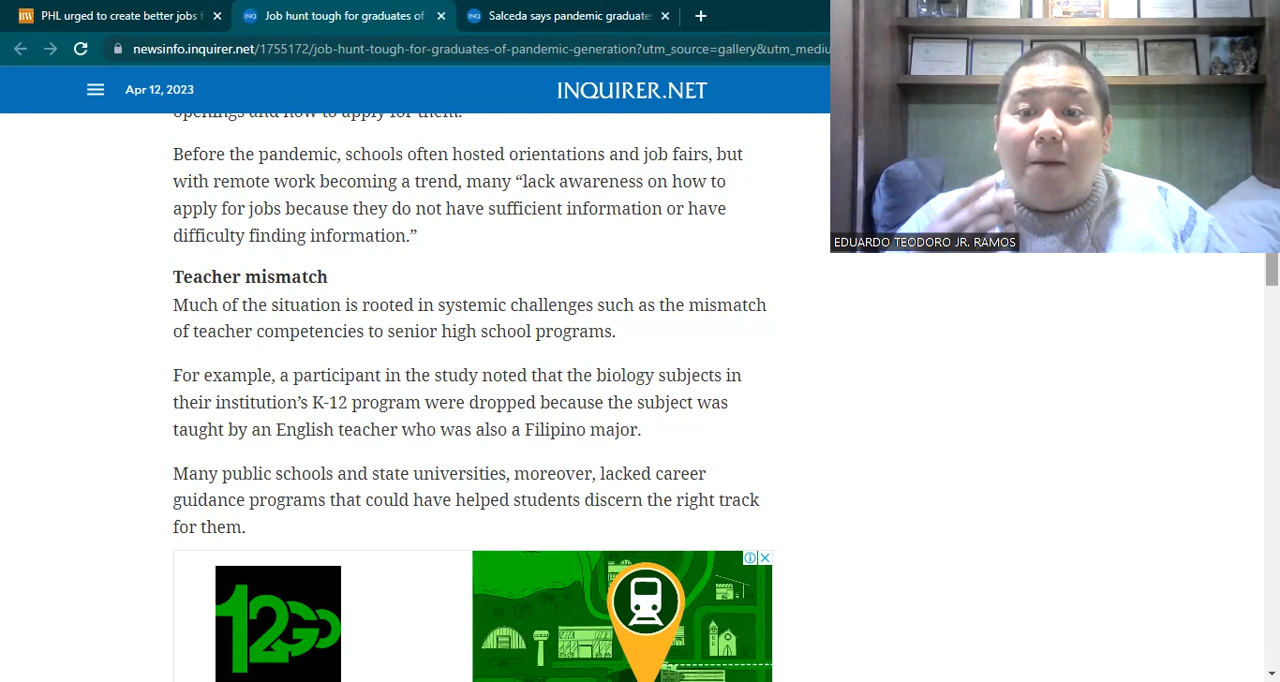 PHL urged to create better jobs f
Job hunt tough for graduates of
Salceda says pandemic graduate
newsinfo.inquirer.net/1755172/job-hunt-tough-for-graduates-of-pandemic-generation?utm_source=gallery&utm_mediu
Apr 12, 2023
INQUIRER.NET
openings and how to apply for them.
Before the pandemic, schools often hosted orientations and job fairs, but
with remote work becoming a trend, many “lack awareness on how to
apply for jobs because they do not have sufficient information or have
difficulty finding information.”
Teacher mismatch
Much of the situation is rooted in systemic challenges such as the mismatch
of teacher competencies to senior high school programs.
For example, a participant in the study noted that the biology subjects in
their institution’s K-12 program were dropped because the subject was
taught by an English teacher who was also a Filipino major.
Many public schools and state universities, moreover, lacked career
guidance programs that could have helped students discern the right track
for them.
12GO
EDUARDO TEODORO JR. RAMOS